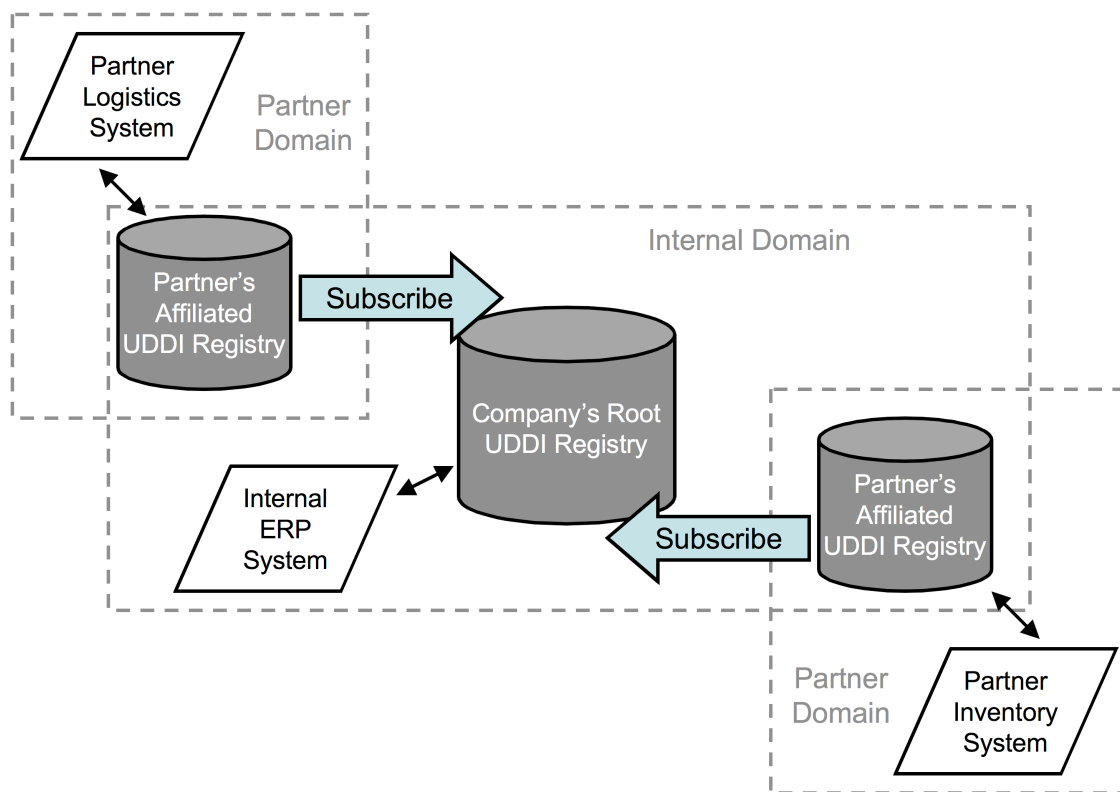 Partner
Logistics
System
Partner
Domain
Internal Domain
Partner's
Affiliated
UDDI Registry
Subscribe
Company's Root
UDDI Registry
Internal
ERP
System
Partner's
Affiliated
UDDI Registry
Subscribe
Partner
Domain
Partner
Inventory
System